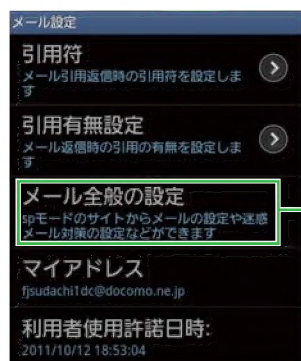 メール設定
引用符
メール引用返信時の引用符を設定しま
す
引用有無設定
メール返信時の引用の有無を設定しま
す
メール全般の設定
spモードのサイトからメールの設定や迷惑
メール対策の設定などができます
マイアドレス
fjsudachi1dc@docomo.ne.jp
利用者使用許諾日時:
2011/10/12 18:53:04